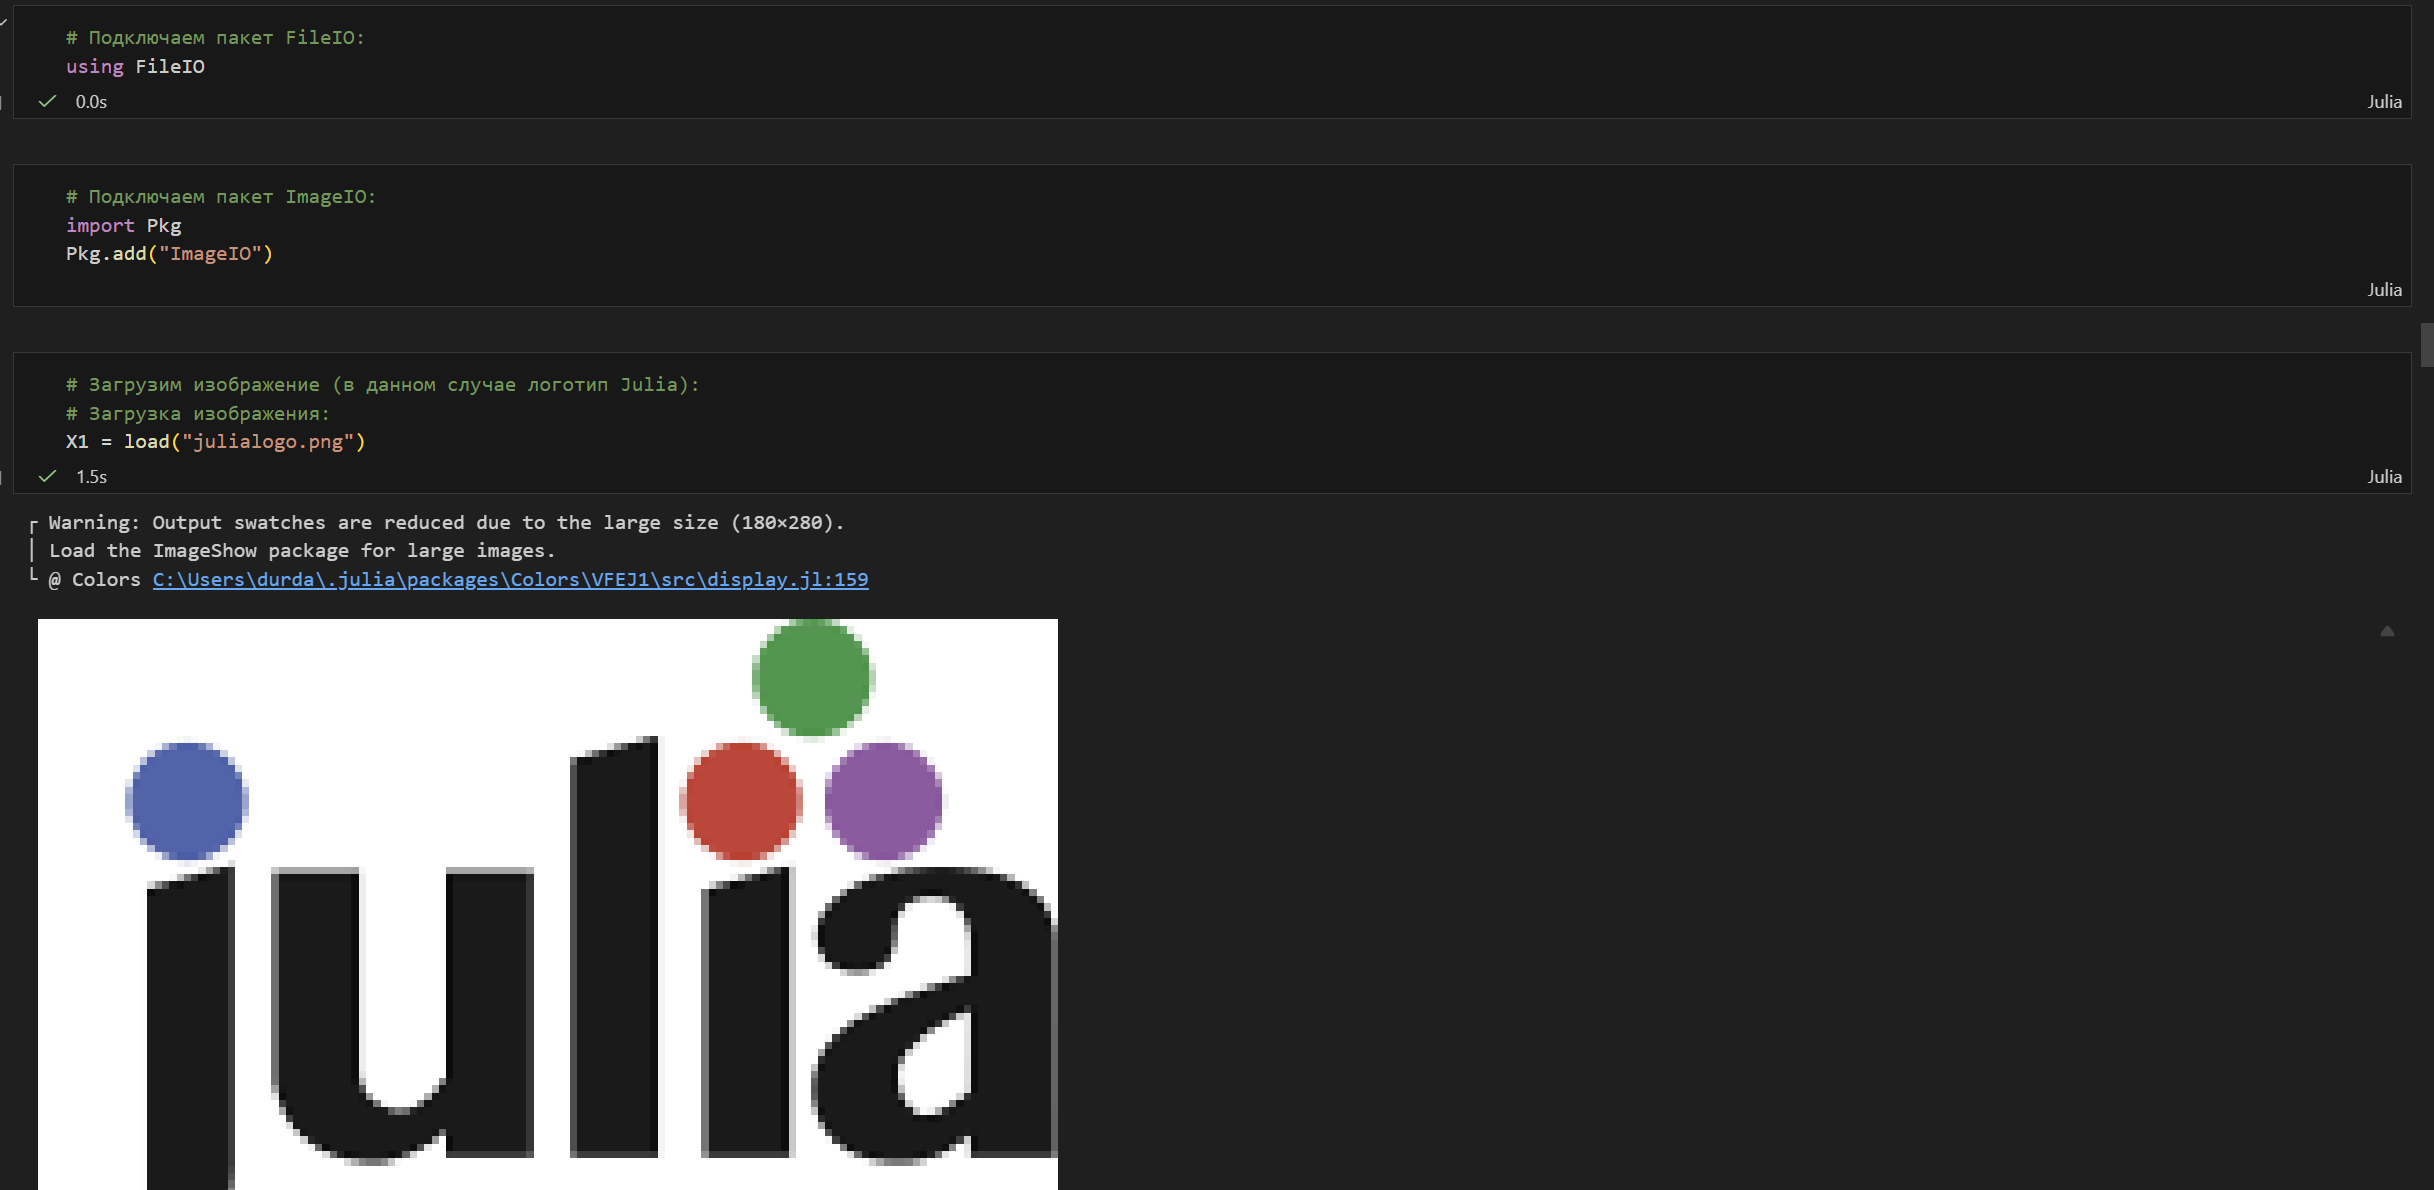 # Подключаем пакет FileIO:
using FileIO
0.0s
Julia
# Подключаем пакет ImageIO:
import Pkg
Pkg.add("ImageIO")
Julia
# Загрузим изображение (в данном случае логотип Julia):
# Загрузка изображения:
X1 = load("julialogo.png")
1.5s
Julia
┌ Warning: Output swatches are reduced due to the large size (180×280).
│ Load the ImageShow package for large images.
└ @ Colors C:\Users\durda\.julia\packages\Colors\VFEJ1\src\display.jl:159
julia